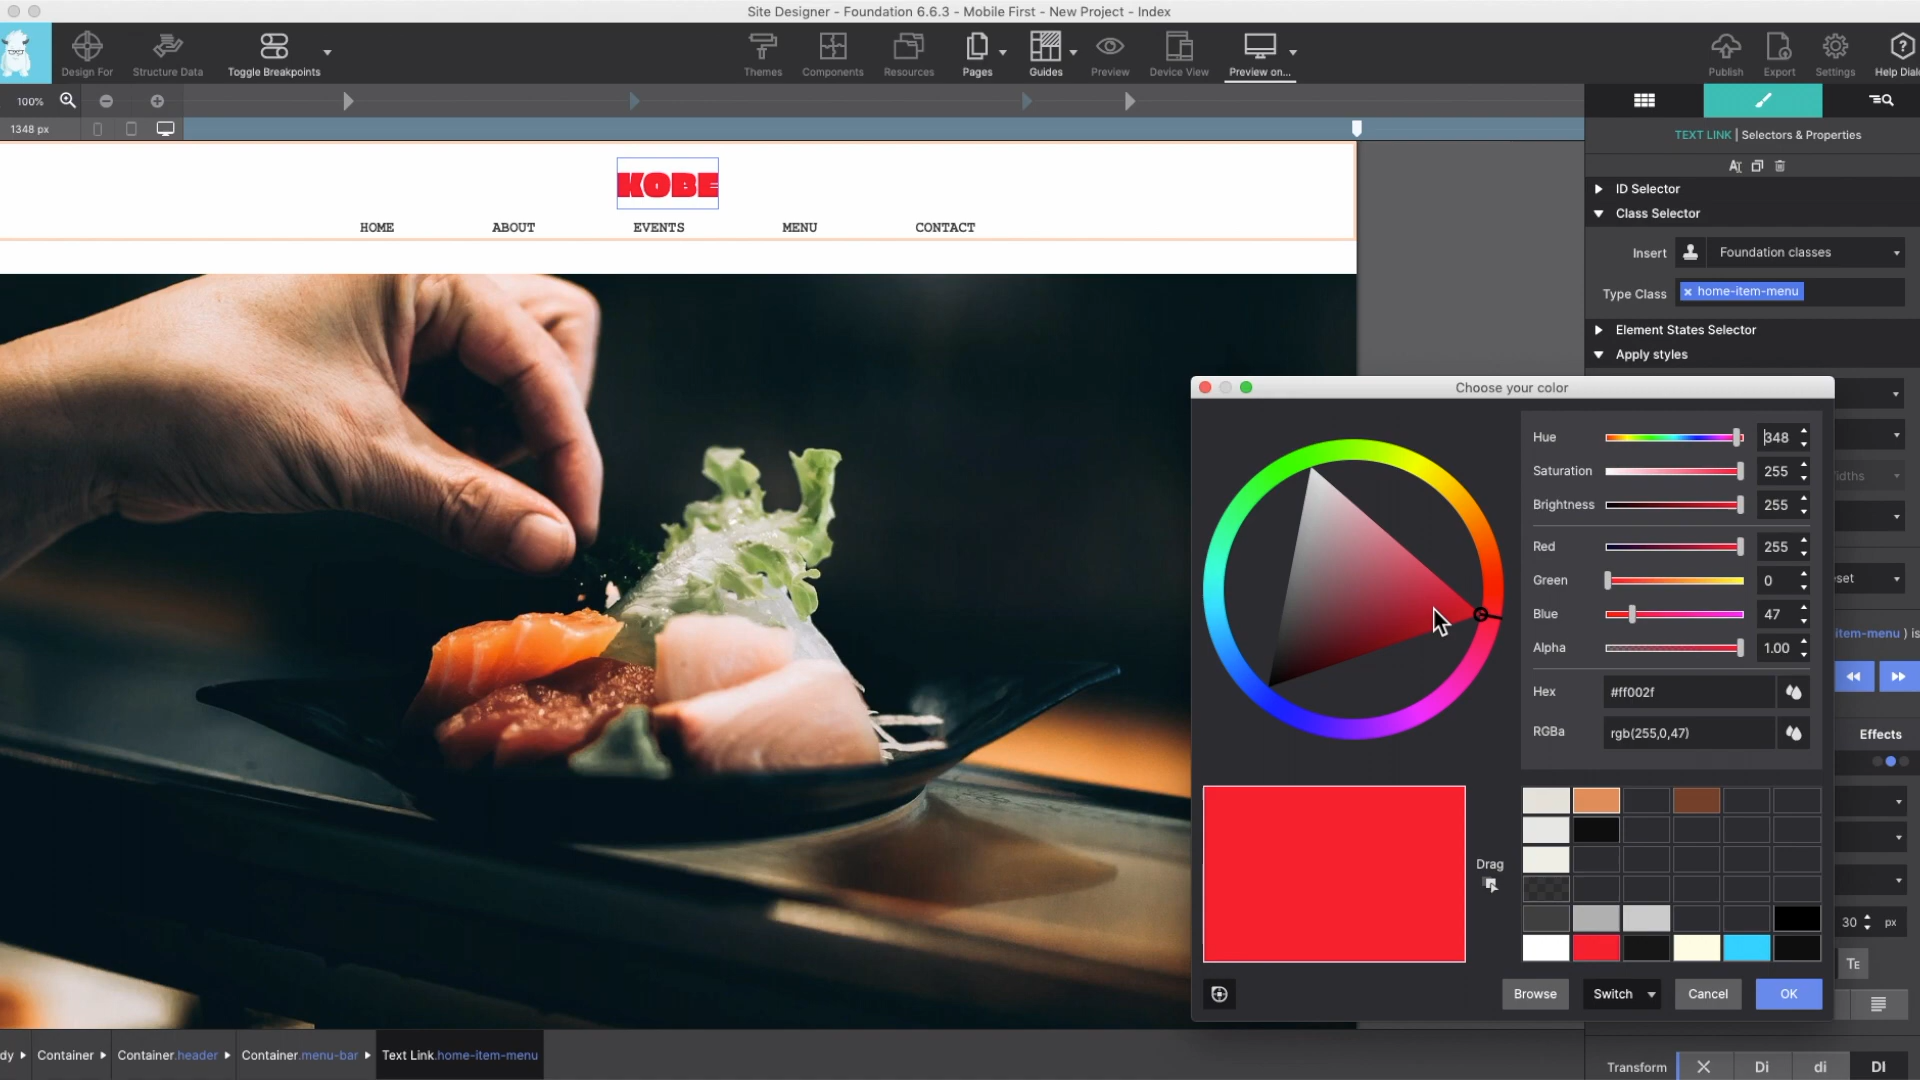 Site Designer - Foundation 6.6.3 - Mobile First - New Project - Index
Design For
Structure Data
Toggle Breakpoints
Themes
Components
Resources
Pages
Guides
Preview
Device View
Preview on...
Publish
Export
Settings
Help
100%
1348 px
TEXT LINK | Selectors & Properties
ID Selector
Class Selector
Insert
Foundation classes
Type Class
× home-item-menu
Element States Selector
Apply styles
KOBE
HOME
ABOUT
EVENTS
MENU
CONTACT
Choose your color
Hue
348
Saturation
255
Brightness
255
Red
255
Green
0
Blue
47
Alpha
1.00
Hex
#ff002f
RGBa
rgb(255,0,47)
item-menu ) is
Effects
Drag
30
px
Browse
Switch
Cancel
OK
dy
Container
Container.header
Container.menu-bar
Text Link.home-item-menu
Transform
Di
di
DI